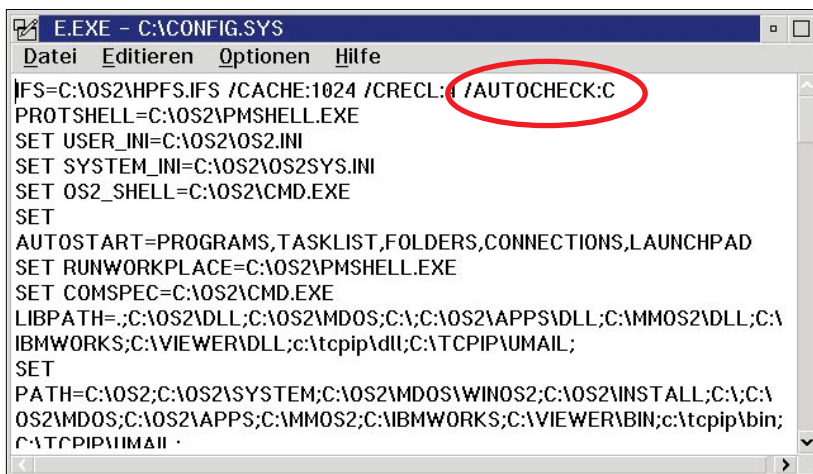 E.EXE – C:\CONFIG.SYS
Datei Editieren Optionen Hilfe
IFS=C:\OS2\HPFS.IFS /CACHE:1024 /CRECL:4 /AUTOCHECK:C
PROTSHELL=C:\OS2\PMSHELL.EXE
SET USER_INI=C:\OS2\OS2.INI
SET SYSTEM_INI=C:\OS2\OS2SYS.INI
SET OS2_SHELL=C:\OS2\CMD.EXE
SET
AUTOSTART=PROGRAMS,TASKLIST,FOLDERS,CONNECTIONS,LAUNCHPAD
SET RUNWORKPLACE=C:\OS2\PMSHELL.EXE
SET COMSPEC=C:\OS2\CMD.EXE
LIBPATH=.;C:\OS2\DLL;C:\OS2\MDOS;C:\;C:\OS2\APPS\DLL;C:\MMOS2\DLL;C:\
IBMWORKS;C:\VIEWER\DLL;c:\tcpip\dll;C:\TCPIP\UMAIL;
SET
PATH=C:\OS2;C:\OS2\SYSTEM;C:\OS2\MDOS\WINOS2;C:\OS2\INSTALL;C:\;C:\
OS2\MDOS;C:\OS2\APPS;C:\MMOS2;C:\IBMWORKS;C:\VIEWER\BIN;c:\tcpip\bin;
C:\TCPIP\UMAIL;